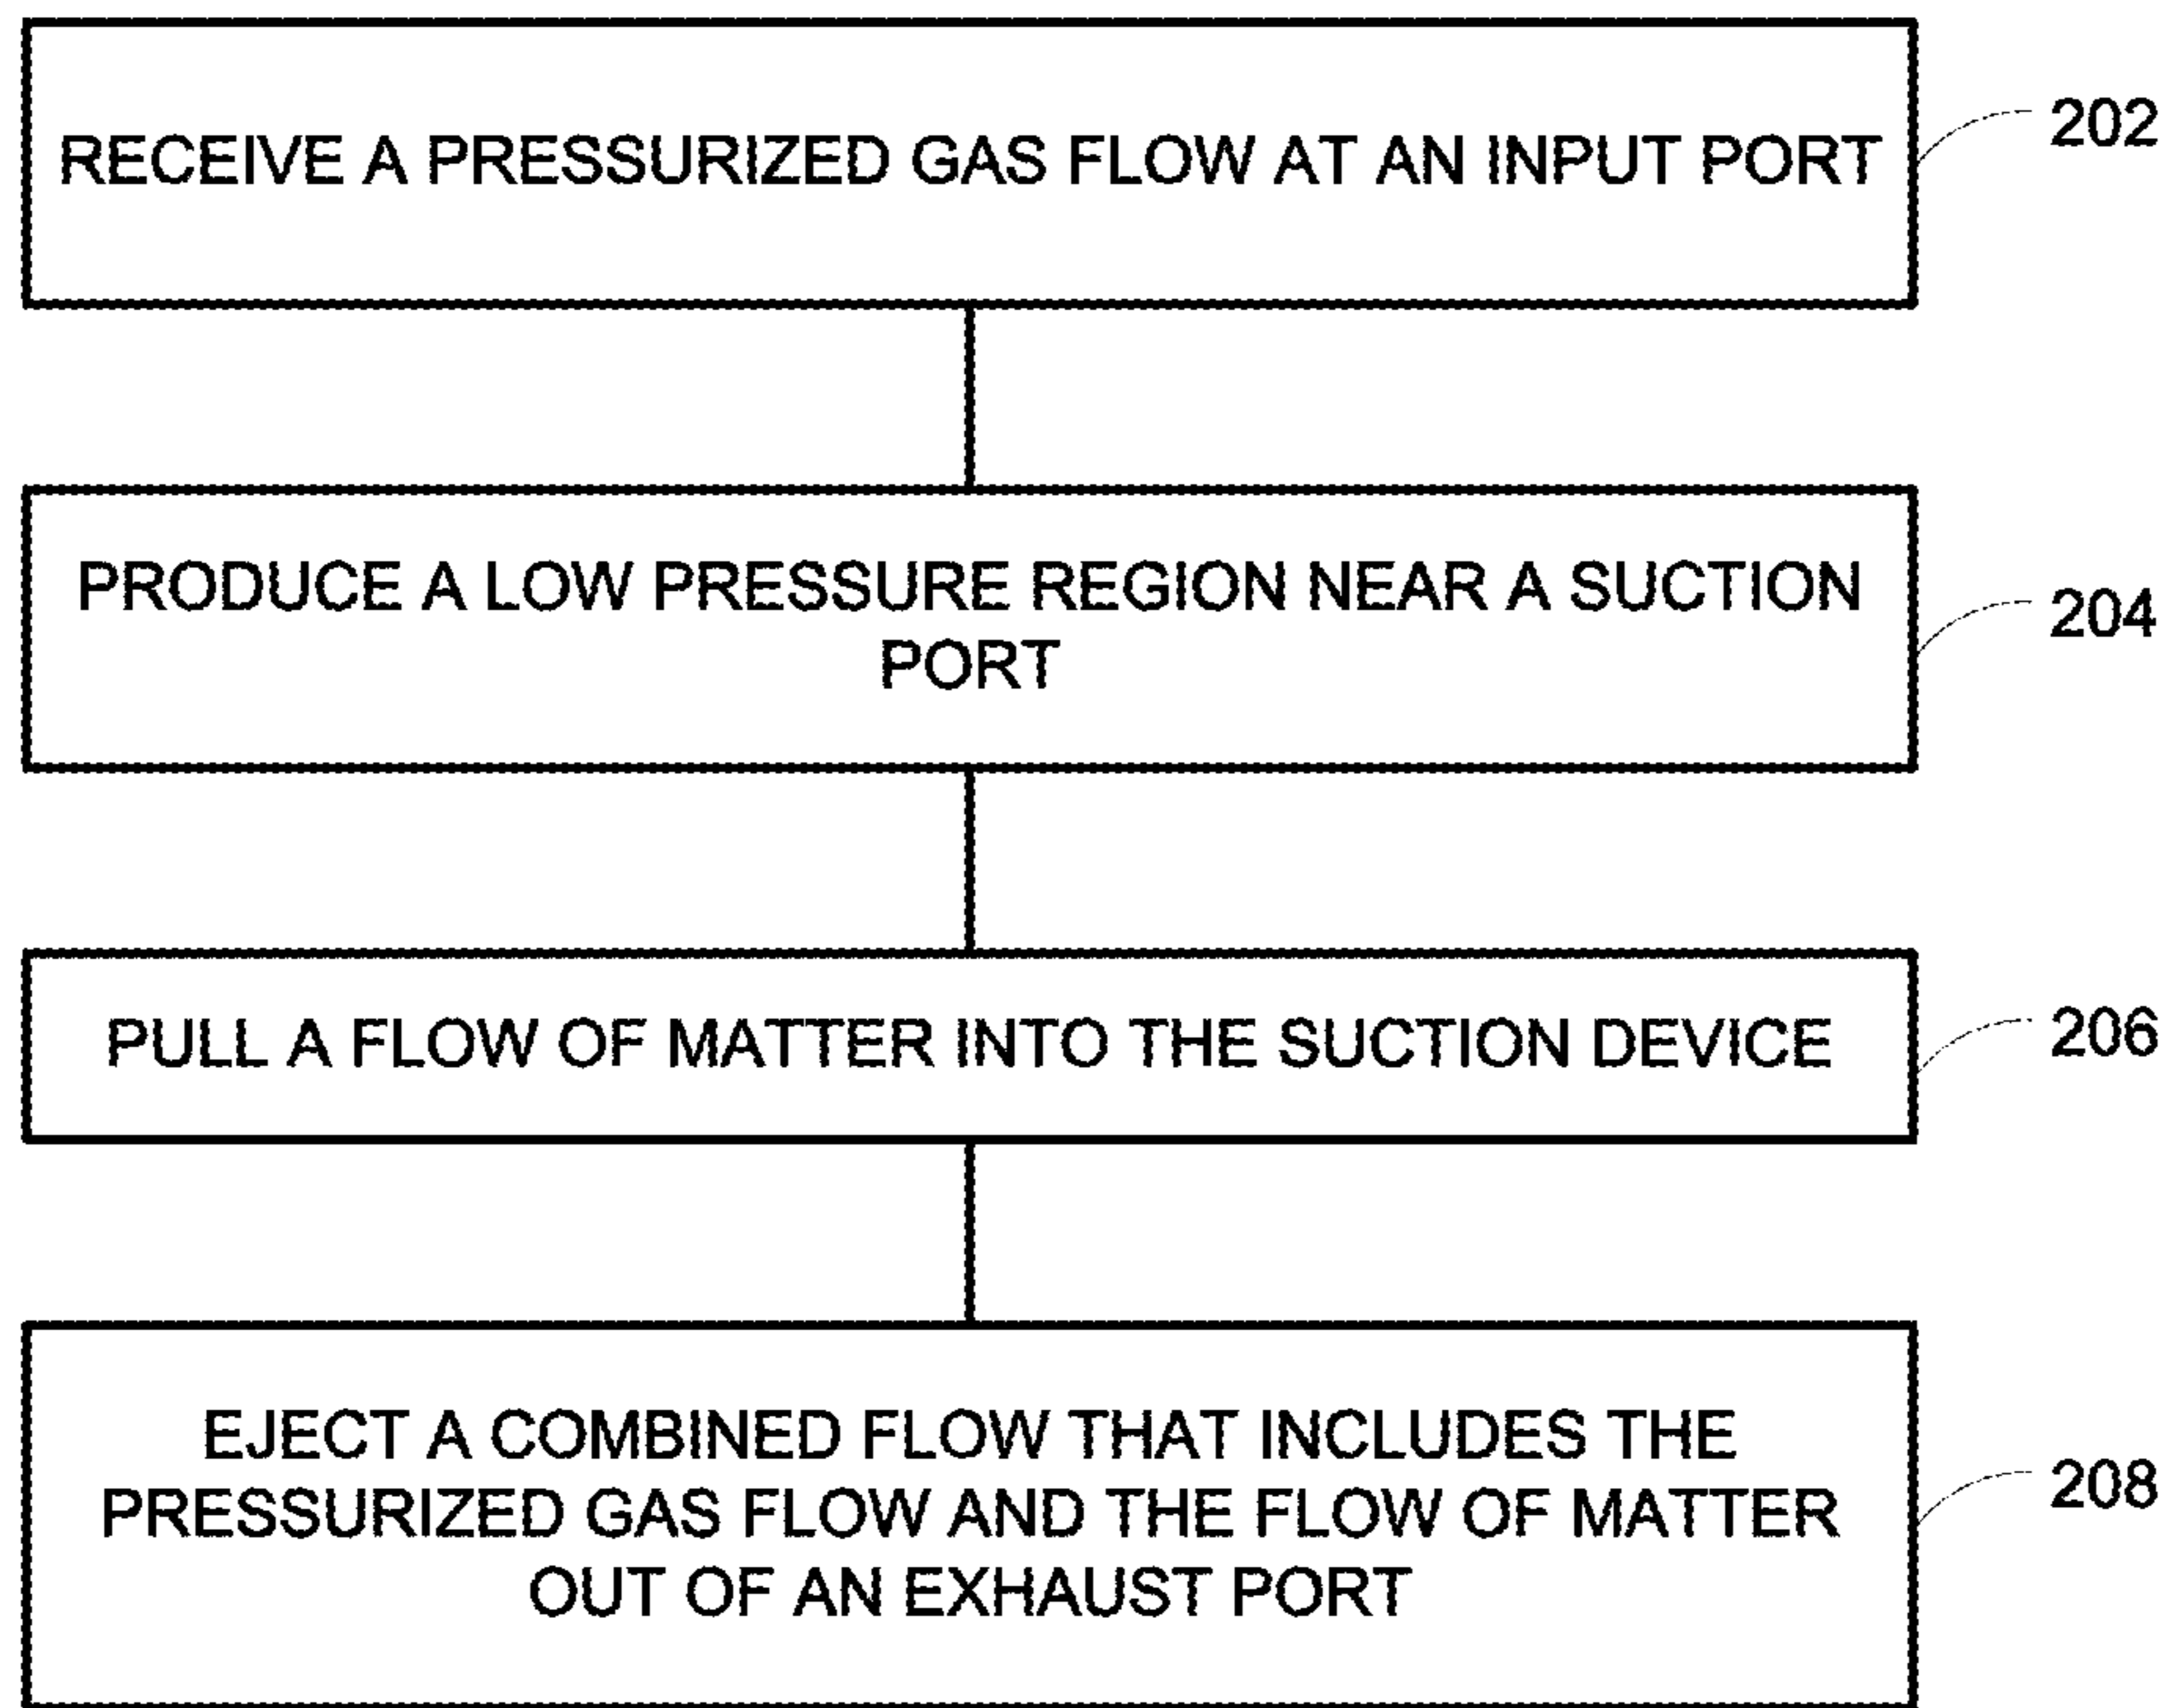 RECEIVE A PRESSURIZED GAS FLOW AT AN INPUT PORT
202
PRODUCE A LOW PRESSURE REGION NEAR A SUCTION
PORT
204
PULL A FLOW OF MATTER INTO THE SUCTION DEVICE
206
EJECT A COMBINED FLOW THAT INCLUDES THE
PRESSURIZED GAS FLOW AND THE FLOW OF MATTER
OUT OF AN EXHAUST PORT
208